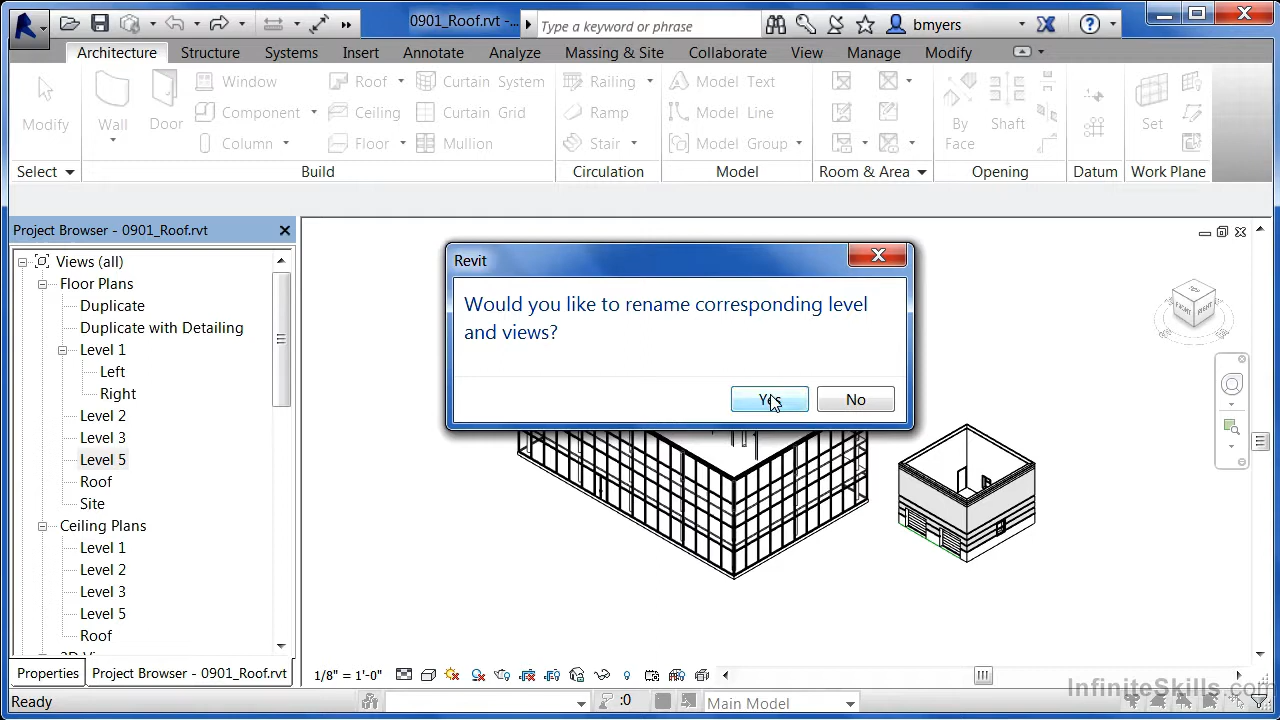 0901_Roof.rvt -...
Type a keyword or phrase
bmyers
Architecture Structure Systems Insert Annotate Analyze Massing & Site Collaborate View Manage Modify
Modify
Wall
Door
Window
Component
Column
Roof
Ceiling
Floor
Curtain System
Curtain Grid
Mullion
Railing
Ramp
Stair
Model Text
Model Line
Model Group
By Face
Shaft
Set
Select Build Circulation Model Room & Area Opening Datum Work Plane
Project Browser - 0901_Roof.rvt
Views (all)
Floor Plans
Duplicate
Duplicate with Detailing
Level 1
Left
Right
Level 2
Level 3
Level 5
Roof
Site
Ceiling Plans
Level 1
Level 2
Level 3
Level 5
Roof
Revit
Would you like to rename corresponding level
and views?
Yes No
TOP
FRONT RIGHT
Properties Project Browser - 0901_Roof.rvt
1/8" = 1'-0"
Ready
:0
Main Model
InfiniteSkills.com